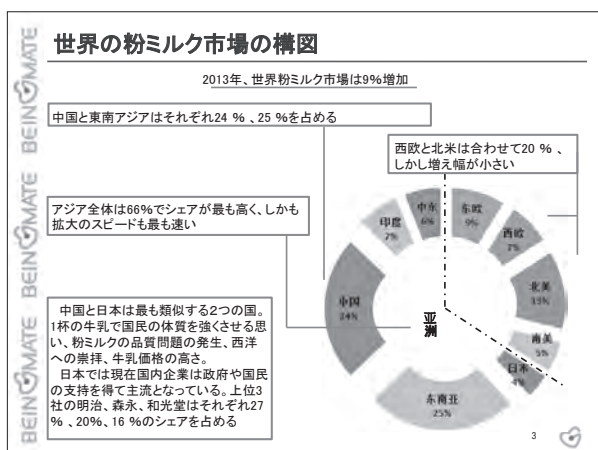 世界の粉ミルク市場の構図
2013年、世界粉ミルク市場は9%増加
中国と東南アジアはそれぞれ24 %、25 %を占める
西欧と北米は合わせて20 %、
しかし増え幅が小さい
アジア全体は66%でシェアが最も高く、しかも
拡大のスピードも最も速い
中国と日本は最も類似する2つの国。
1杯の牛乳で国民の体質を強くさせる思
い、粉ミルクの品質問題の発生、西洋
への崇拝、牛乳価格の高さ。
日本では現在国内企業は政府や国民
の支持を得て主流となっている。上位3
社の明治、森永、和光堂はそれぞれ27
%、20%、16 %のシェアを占める
中东
6%
东欧
9%
西欧
7%
北美
13%
南美
5%
日本
4%
东南亚
25%
中国
24%
印度
7%
BEINGMATE
BEINGMATE
BEINGMATE
3